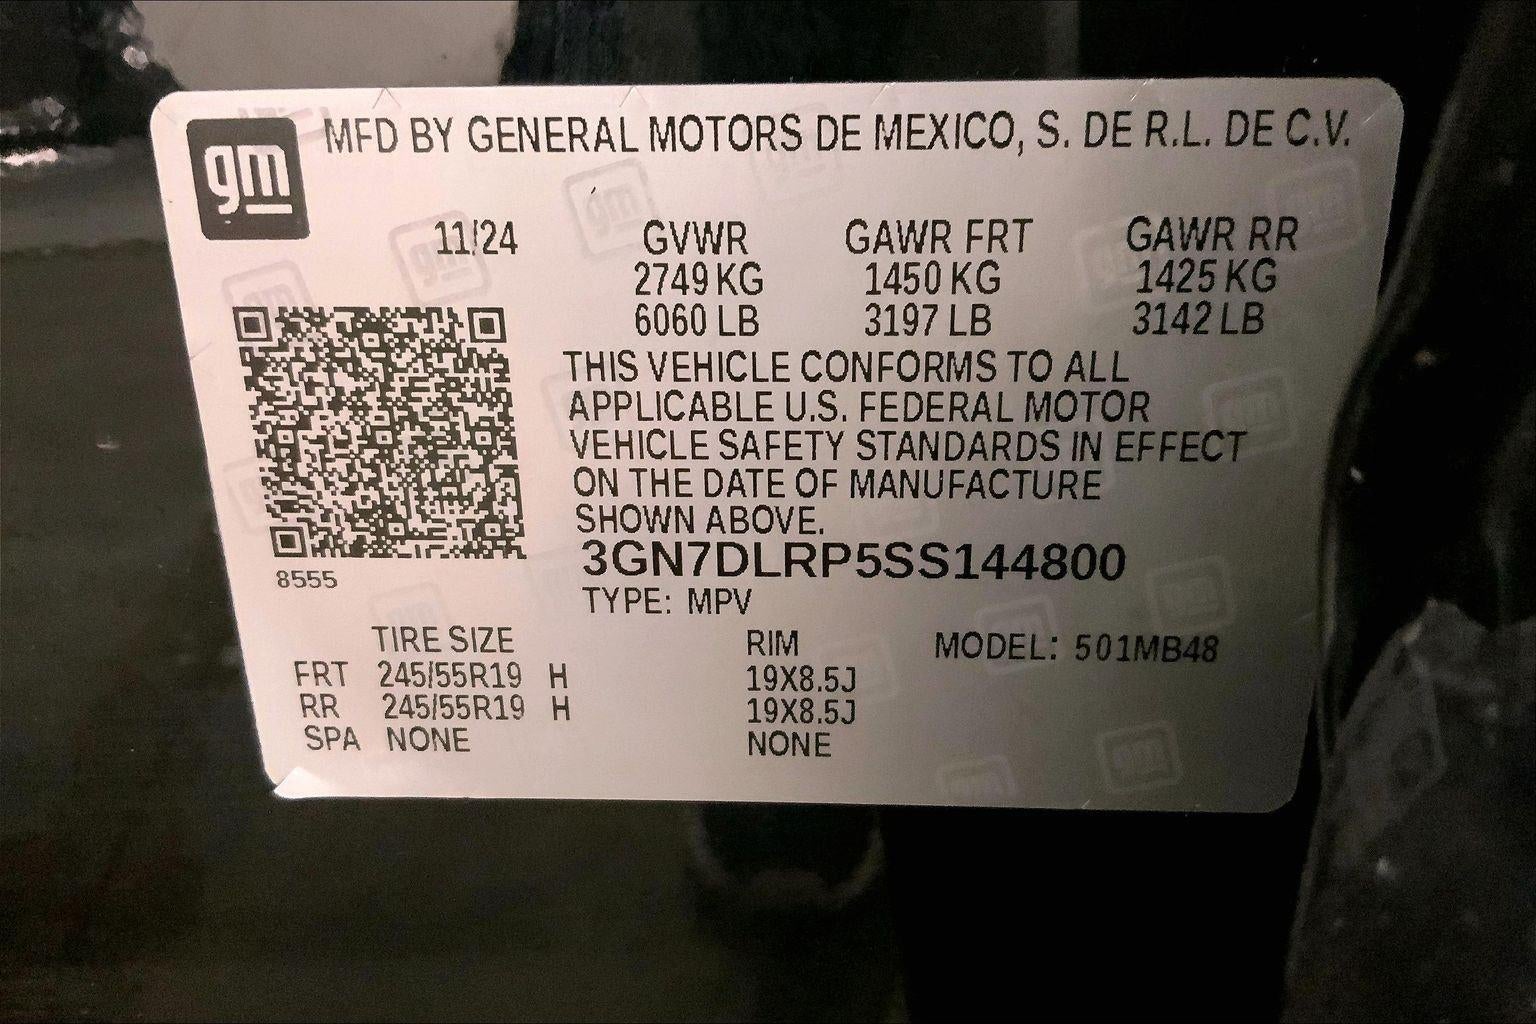 gm MFD BY GENERAL MOTORS DE MEXICO, S. DE R.L. DE C.V.
11/24 GVWR GAWR FRT GAWR RR
2749 KG 1450 KG 1425 KG
6060 LB 3197 LB 3142 LB
THIS VEHICLE CONFORMS TO ALL
APPLICABLE U.S. FEDERAL MOTOR
VEHICLE SAFETY STANDARDS IN EFFECT
ON THE DATE OF MANUFACTURE
SHOWN ABOVE.
3GN7DLRP5SS144800
8555
TYPE: MPV
TIRE SIZE RIM MODEL: 501MB48
FRT 245/55R19 H 19X8.5J
RR 245/55R19 H 19X8.5J
SPA NONE NONE